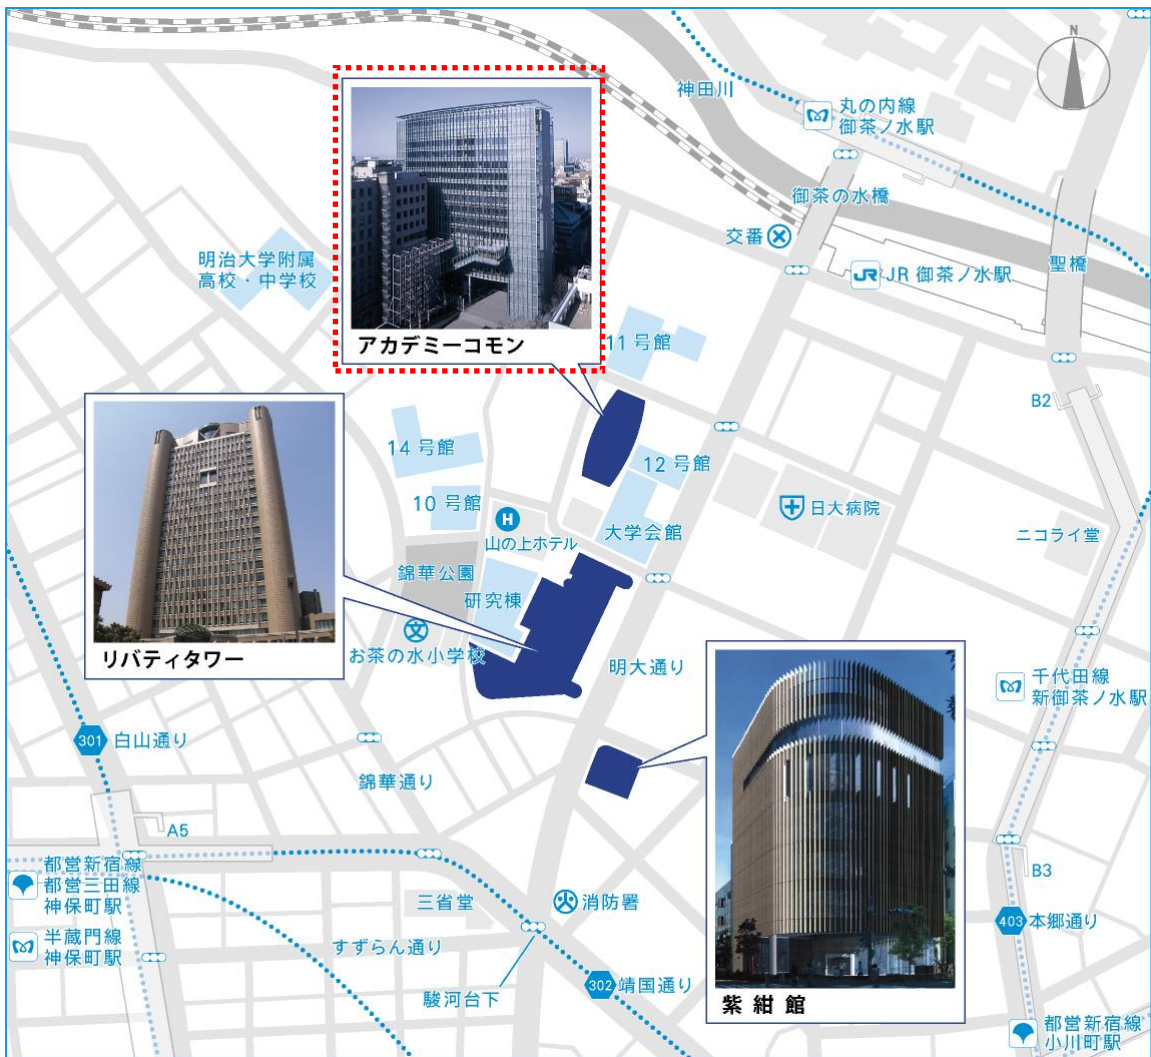 N
神田川
丸の内線
御茶ノ水駅
御茶の水橋
交番
JR JR 御茶ノ水駅
聖橋
明治大学附属
高校・中学校
アカデミーコモン
11 号館
B2
14 号館
12 号館
10 号館
H
山の上ホテル
大学会館
日大病院
ニコライ堂
錦華公園
研究棟
文
お茶の水小学校
リバティタワー
明大通り
千代田線
新御茶ノ水駅
301 白山通り
錦華通り
A5
都営新宿線
都営三田線
神保町駅
半蔵門線
神保町駅
三省堂
消防署
すずらん通り
駿河台下
302 靖国通り
紫紺館
B3
403 本郷通り
都営新宿線
小川町駅